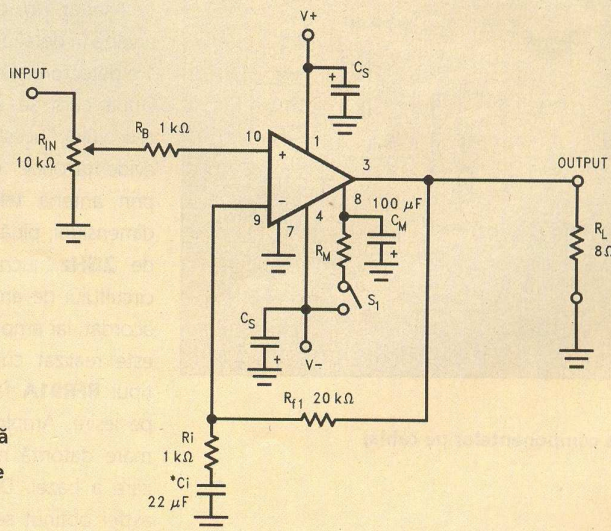 V+
INPUT
CS
+
RB 1 kΩ
10
1
RIN
10 kΩ
+
3
OUTPUT
−
8
100 μF
9
7
4
CM
+
RM
RL
8Ω
S1
CS
+
V−
Rf1 20 kΩ
Ri
1 kΩ
*Ci
22 μF
ă
e